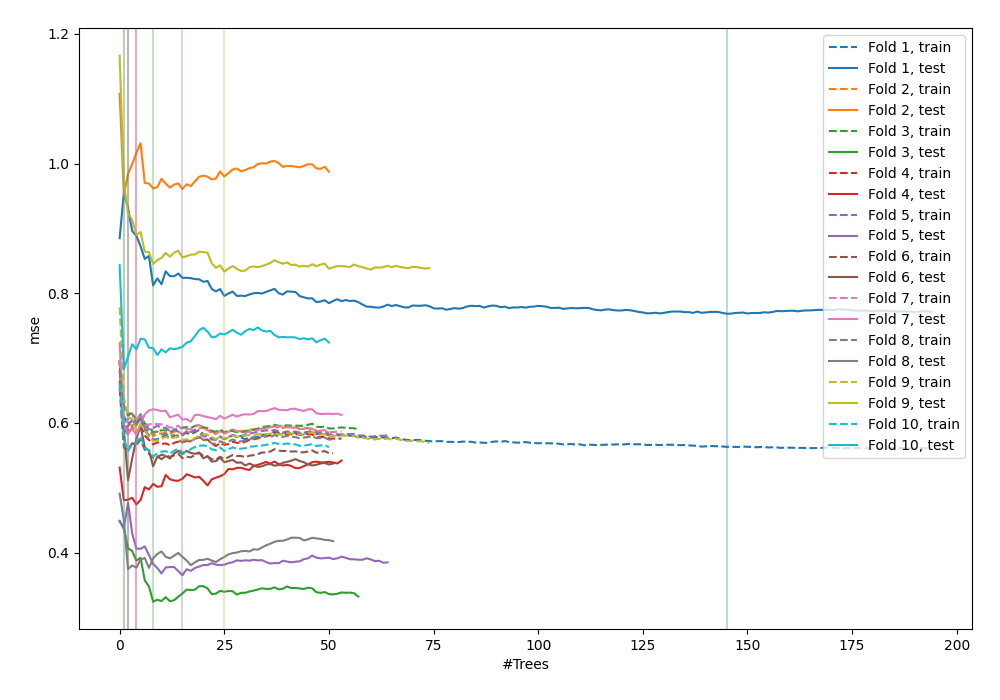 1.2
1.0
0.8
0.6
0.4
mse
0
25
50
75
100
125
150
175
200
#Trees
Fold 1, train
Fold 1, test
Fold 2, train
Fold 2, test
Fold 3, train
Fold 3, test
Fold 4, train
Fold 4, test
Fold 5, train
Fold 5, test
Fold 6, train
Fold 6, test
Fold 7, train
Fold 7, test
Fold 8, train
Fold 8, test
Fold 9, train
Fold 9, test
Fold 10, train
Fold 10, test